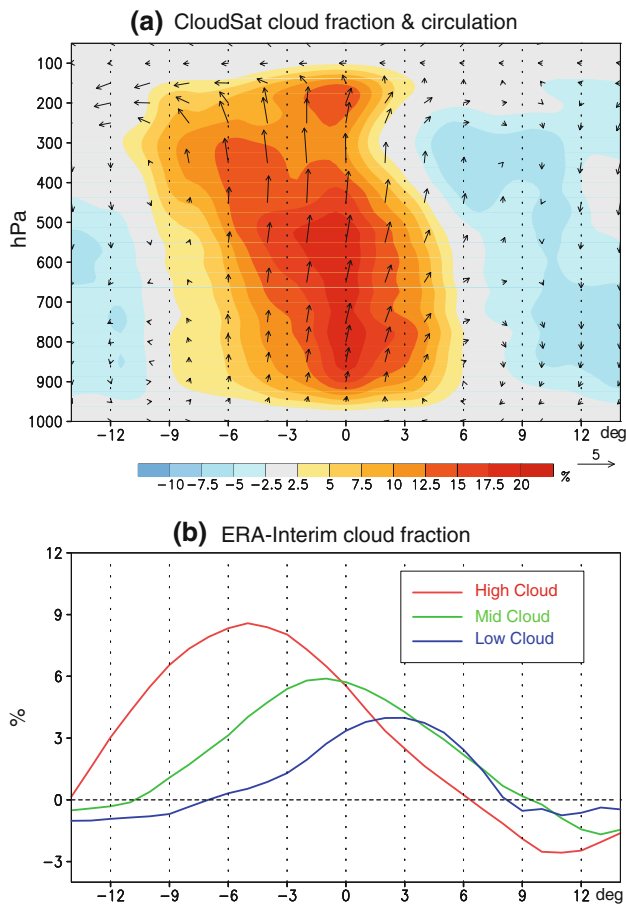 (a) CloudSat cloud fraction & circulation
hPa
100
200
300
400
500
600
700
800
900
1000
-12 -9 -6 -3 0 3 6 9 12 deg
-10 -7.5 -5 -2.5 2.5 5 7.5 10 12.5 15 17.5 20 % 5
(b) ERA-Interim cloud fraction
%
12
9
6
3
0
-3
High Cloud
Mid Cloud
Low Cloud
-12 -9 -6 -3 0 3 6 9 12 deg